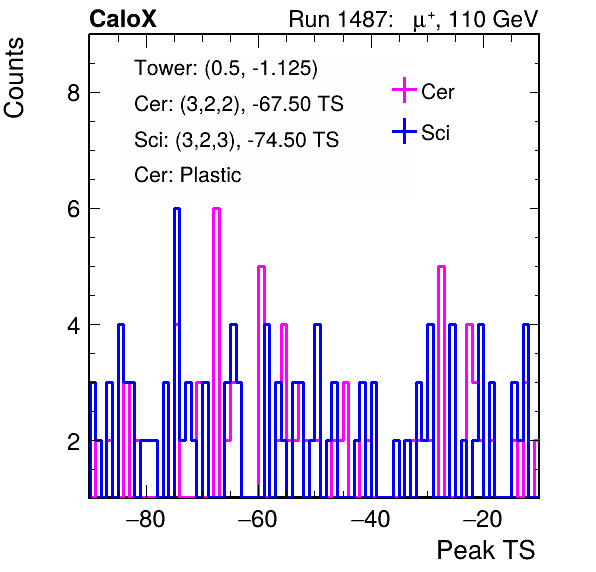 CaloX Run 1487: μ⁺, 110 GeV
Counts
Tower: (0.5, -1.125)
Cer: (3,2,2), -67.50 TS
Sci: (3,2,3), -74.50 TS
Cer: Plastic
Cer
Sci
8
6
4
2
−80 −60 −40 −20
Peak TS